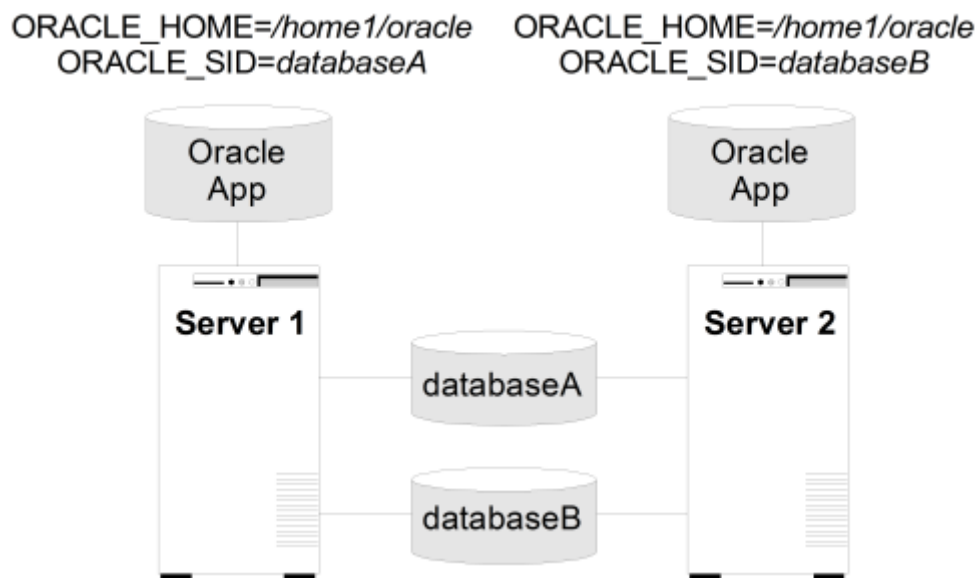 ORACLE_HOME=/home1/oracle
ORACLE_SID=databaseA
ORACLE_HOME=/home1/oracle
ORACLE_SID=databaseB
Oracle
App
Oracle
App
Server 1
Server 2
databaseA
databaseB